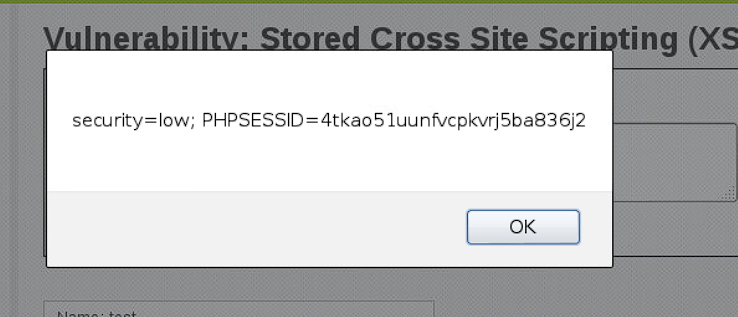 Vulnerability: Stored Cross Site Scripting (XS
security=low; PHPSESSID=4tkao51uunfvcpkvrj5ba836j2
OK
Name: test